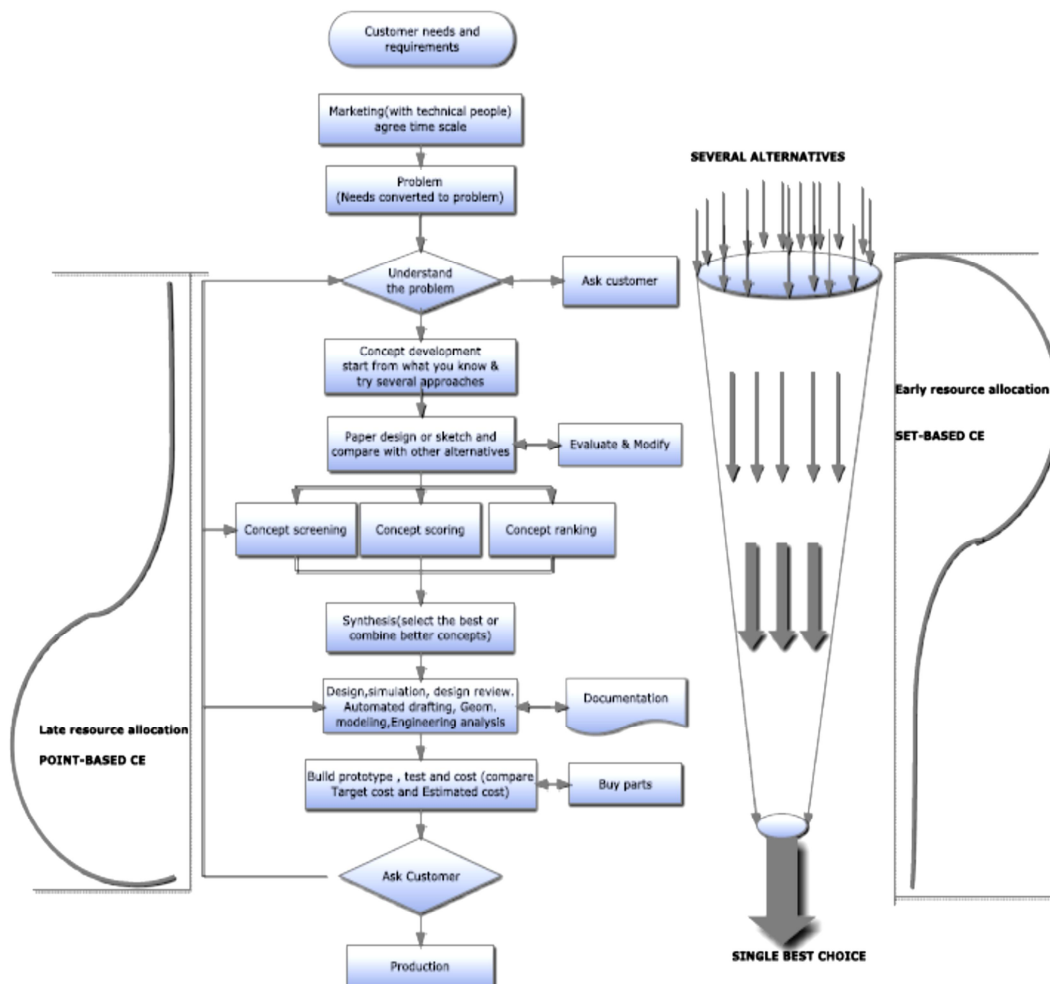 Customer needs and
requirements
Marketing(with technical people)
agree time scale
Problem
(Needs converted to problem)
Understand
the problem
Ask customer
Concept development
start from what you know &
try several approaches
Paper design or sketch and
compare with other alternatives
Evaluate & Modify
Concept screening
Concept scoring
Concept ranking
Synthesis(select the best or
combine better concepts)
Design,simulation, design review.
Automated drafting, Geom.
modeling,Engineering analysis
Documentation
Build prototype , test and cost (compare
Target cost and Estimated cost)
Buy parts
Ask Customer
Production
Late resource allocation
POINT-BASED CE
SEVERAL ALTERNATIVES
SINGLE BEST CHOICE
Early resource allocation
SET-BASED CE